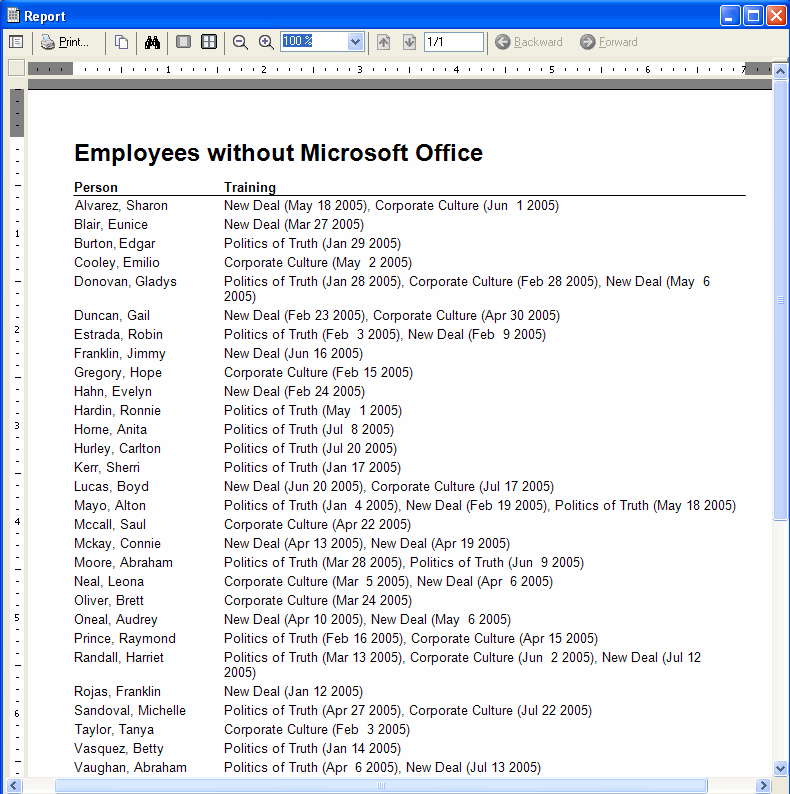 Report
Print... 100 % 1/1 Backward Forward
1 2 3 4 5 6 7
Employees without Microsoft Office
Person Training
Alvarez, Sharon New Deal (May 18 2005), Corporate Culture (Jun  1 2005)
Blair, Eunice New Deal (Mar 27 2005)
Burton, Edgar Politics of Truth (Jan 29 2005)
Cooley, Emilio Corporate Culture (May  2 2005)
Donovan, Gladys Politics of Truth (Jan 28 2005), Corporate Culture (Feb 28 2005), New Deal (May  6
2005)
Duncan, Gail New Deal (Feb 23 2005), Corporate Culture (Apr 30 2005)
Estrada, Robin Politics of Truth (Feb  3 2005), New Deal (Feb  9 2005)
Franklin, Jimmy New Deal (Jun 16 2005)
Gregory, Hope Corporate Culture (Feb 15 2005)
Hahn, Evelyn New Deal (Feb 24 2005)
Hardin, Ronnie Politics of Truth (May  1 2005)
Horne, Anita Politics of Truth (Jul  8 2005)
Hurley, Carlton Politics of Truth (Jul 20 2005)
Kerr, Sherri Politics of Truth (Jan 17 2005)
Lucas, Boyd New Deal (Jun 20 2005), Corporate Culture (Jul 17 2005)
Mayo, Alton Politics of Truth (Jan  4 2005), New Deal (Feb 19 2005), Politics of Truth (May 18 2005)
Mccall, Saul Corporate Culture (Apr 22 2005)
Mckay, Connie New Deal (Apr 13 2005), New Deal (Apr 19 2005)
Moore, Abraham Politics of Truth (Mar 28 2005), Politics of Truth (Jun  9 2005)
Neal, Leona Corporate Culture (Mar  5 2005), New Deal (Apr  6 2005)
Oliver, Brett Corporate Culture (Mar 24 2005)
Oneal, Audrey New Deal (Apr 10 2005), New Deal (May  6 2005)
Prince, Raymond Politics of Truth (Feb 16 2005), Corporate Culture (Apr 15 2005)
Randall, Harriet Politics of Truth (Mar 13 2005), Corporate Culture (Jun  2 2005), New Deal (Jul 12
2005)
Rojas, Franklin New Deal (Jan 12 2005)
Sandoval, Michelle Politics of Truth (Apr 27 2005), Corporate Culture (Jul 22 2005)
Taylor, Tanya Corporate Culture (Feb  3 2005)
Vasquez, Betty Politics of Truth (Jan 14 2005)
Vaughan, Abraham Politics of Truth (Apr  6 2005), New Deal (Jul 13 2005)
1
2
3
4
5
6